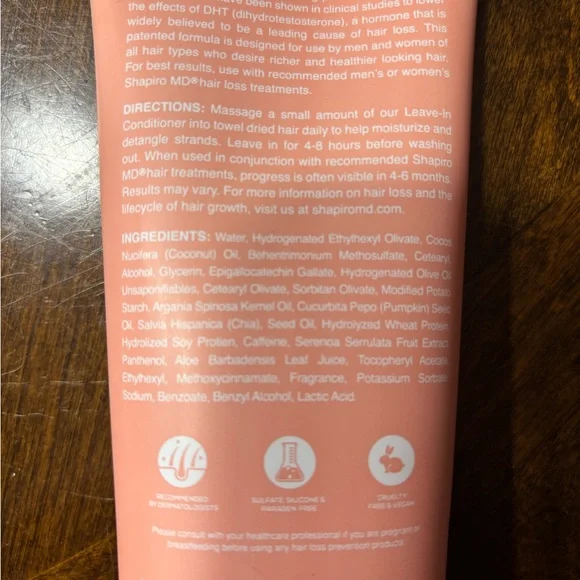 have been shown in clinical studies to lower
the effects of DHT (dihydrotestosterone), a hormone that is
widely believed to be a leading cause of hair loss. This
patented formula is designed for use by men and women of
all hair types who desire richer and healthier looking hair.
For best results, use with recommended men's or women's
Shapiro MD® hair loss treatments.
DIRECTIONS: Massage a small amount of our Leave-In
Conditioner into towel dried hair daily to help moisturize and
detangle strands. Leave in for 4-8 hours before washing
out. When used in conjunction with recommended Shapiro
MD® hair treatments, progress is often visible in 4-6 months.
Results may vary. For more information on hair loss and the
lifecycle of hair growth, visit us at shapiromd.com.
INGREDIENTS: Water, Hydrogenated Ethylhexyl Olivate, Cocos
Nucifera (Coconut) Oil, Behentrimonium Methosulfate, Cetearyl,
Alcohol, Glycerin, Epigallocatechin Gallate, Hydrogenated Olive Oil
Unsaponifiables, Cetearyl Olivate, Sorbitan Olivate, Modified Potato
Starch, Argania Spinosa Kernel Oil, Cucurbita Pepo (Pumpkin) Seed
Oil, Salvia Hispanica (Chia), Seed Oil, Hydrolyzed Wheat Protein,
Hydrolized Soy Protien, Caffeine, Serenoa Serrulata Fruit Extract,
Panthenol, Aloe Barbadensis Leaf Juice, Tocopheryl Acetate,
Ethylhexyl, Methoxycinnamate, Fragrance, Potassium Sorbate,
Sodium, Benzoate, Benzyl Alcohol, Lactic Acid.
RECOMMENDED
BY DERMATOLOGISTS
SULFATE, SILICONE &
PARABEN FREE
CRUELTY
FREE & VEGAN
Please consult with your healthcare professional if you are pregnant or
breastfeeding before using any hair loss prevention products.